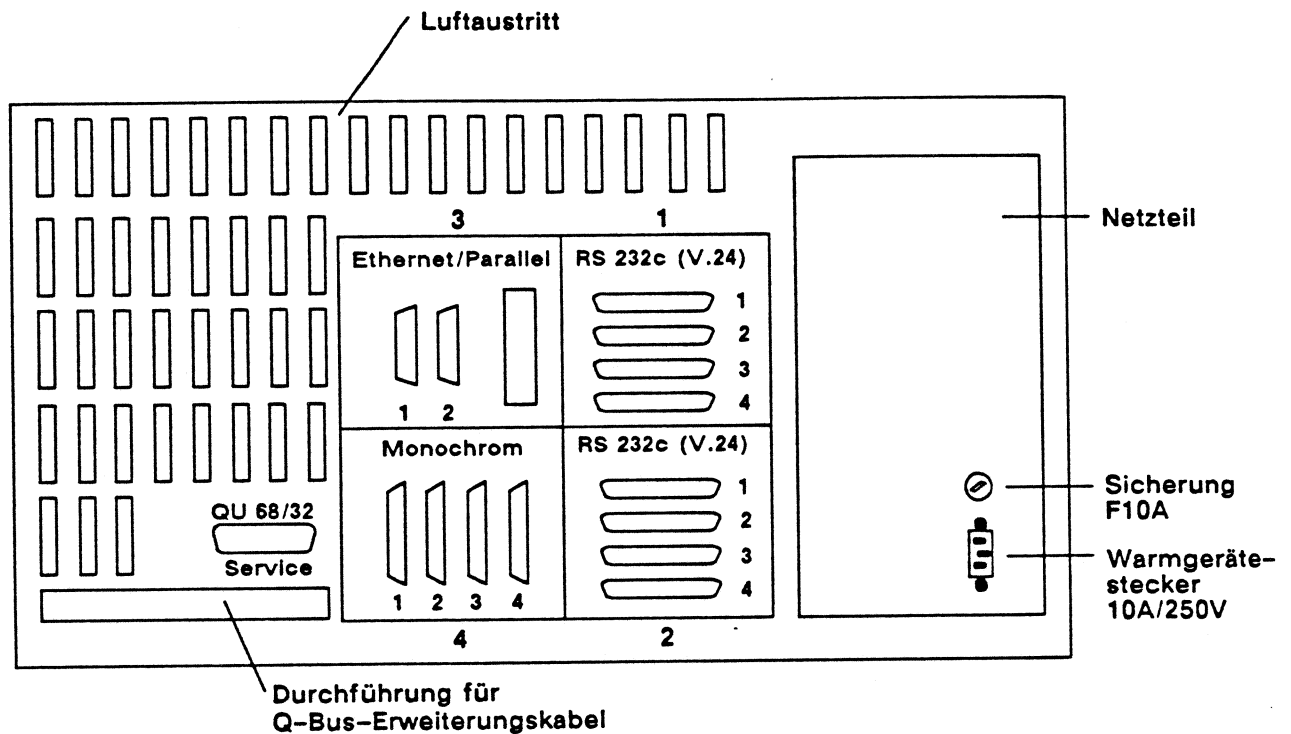 Luftaustritt
3
1
Netzteil
Ethernet/Parallel
1 2
RS 232c (V.24)
1
2
3
4
Monochrom
1 2 3 4
RS 232c (V.24)
1
2
3
4
QU 68/32
Service
Sicherung
F10A
Warmgeräte-
stecker
10A/250V
4
2
Durchführung für
Q-Bus-Erweiterungskabel